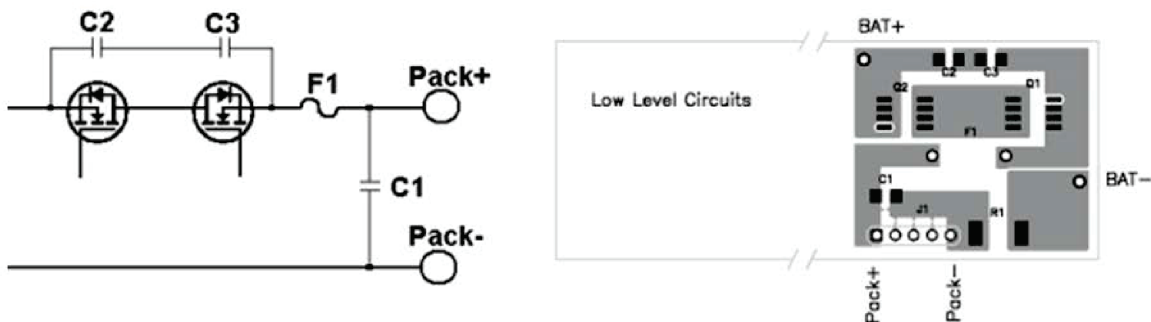 C2 C3
F1 Pack+
C1
Pack-
BAT+
C2 C3
Q2 Q1
Low Level Circuits
F1
BAT-
C1
J1 R1
Pack+ Pack-